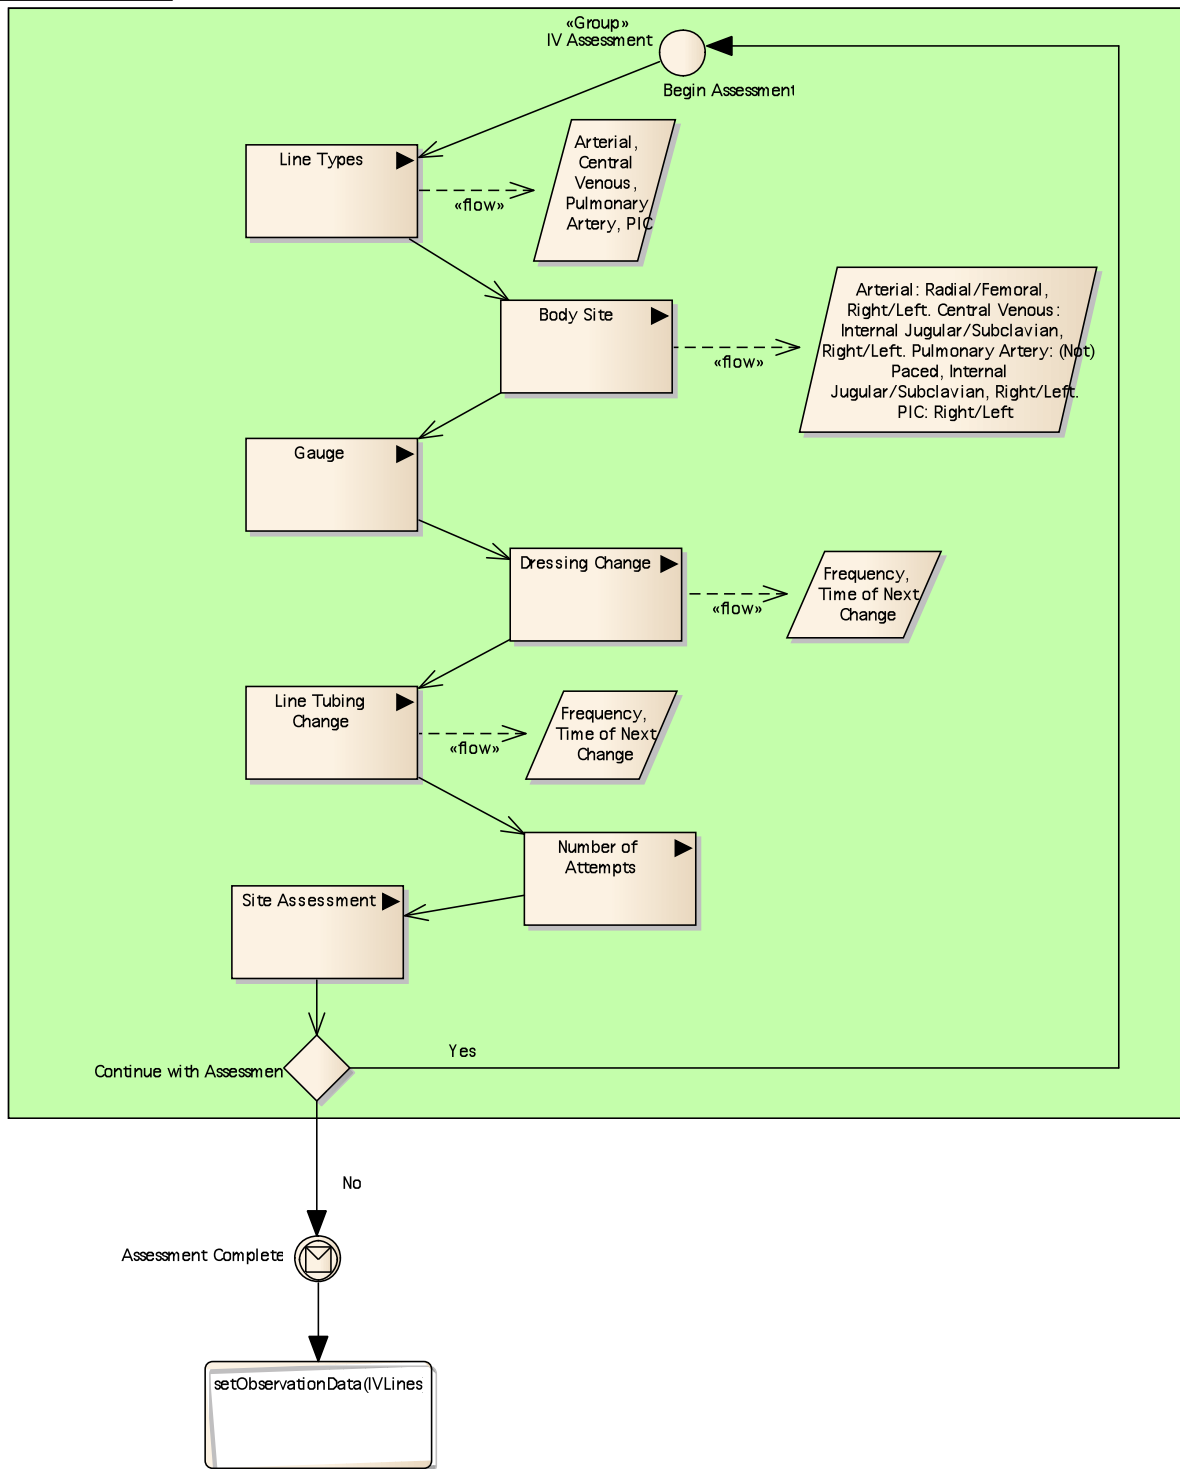 «Group»
IV Assessment
Begin Assessment
Line Types
«flow»
Arterial,
Central
Venous,
Pulmonary
Artery, PIC
Body Site
«flow»
Arterial: Radial/Femoral,
Right/Left. Central Venous:
Internal Jugular/Subclavian,
Right/Left. Pulmonary Artery: (Not)
Paced, Internal
Jugular/Subclavian, Right/Left.
PIC: Right/Left
Gauge
Dressing Change
«flow»
Frequency,
Time of Next
Change
Line Tubing
Change
«flow»
Frequency,
Time of Next
Change
Number of
Attempts
Site Assessment
Continue with Assessmen
Yes
No
Assessment Complete
setObservationData(IVLines